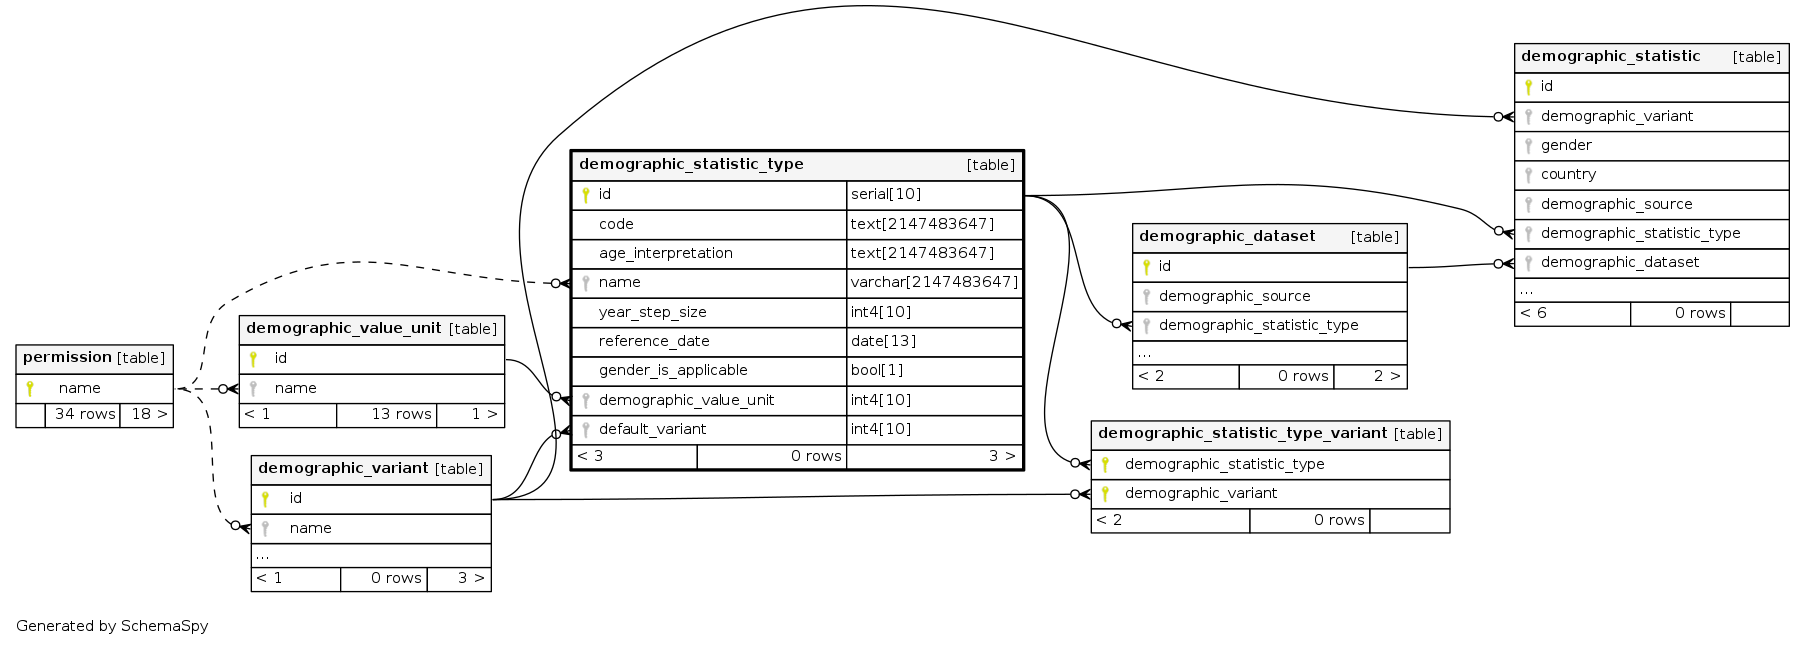 demographic_statistic [table]
id
demographic_variant
gender
country
demographic_source
demographic_statistic_type
demographic_dataset
...
< 6 0 rows
demographic_statistic_type [table]
id serial[10]
code text[2147483647]
age_interpretation text[2147483647]
name varchar[2147483647]
year_step_size int4[10]
reference_date date[13]
gender_is_applicable bool[1]
demographic_value_unit int4[10]
default_variant int4[10]
< 3 0 rows 3 >
demographic_dataset [table]
id
demographic_source
demographic_statistic_type
...
< 2 0 rows 2 >
demographic_value_unit [table]
id
name
< 1 13 rows 1 >
permission [table]
name
34 rows 18 >
demographic_statistic_type_variant [table]
demographic_statistic_type
demographic_variant
< 2 0 rows
demographic_variant [table]
id
name
...
< 1 0 rows 3 >
Generated by SchemaSpy